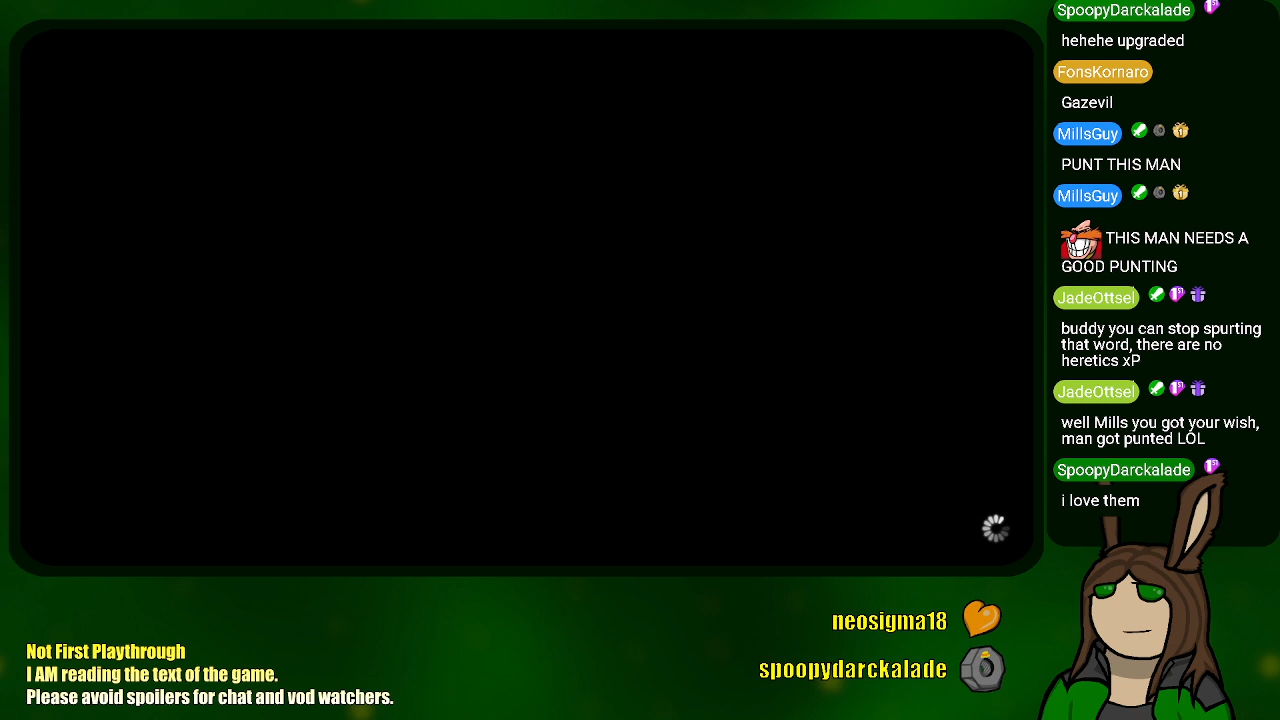 SpoopyDarckalade
hehehe upgraded
FonsKornaro
Gazevil
MillsGuy
PUNT THIS MAN
MillsGuy
THIS MAN NEEDS A
GOOD PUNTING
JadeOttsel
buddy you can stop spurting
that word, there are no
heretics xP
JadeOttsel
well Mills you got your wish,
man got punted LOL
SpoopyDarckalade
i love them
neosigma18
spoopydarckalade
Not First Playthrough
I AM reading the text of the game.
Please avoid spoilers for chat and vod watchers.